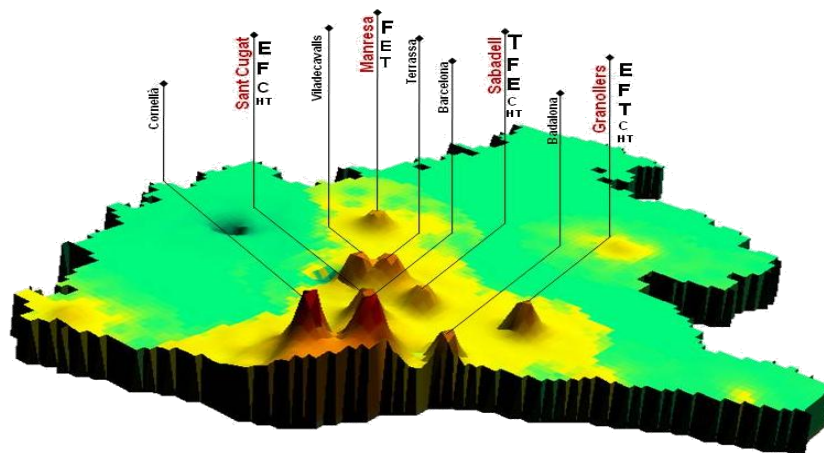 Cornellà
Sant Cugat
E
F
C
HT
Viladecavalls
Manresa
F
E
T
Terrassa
Barcelona
Sabadell
T
F
E
C
HT
Badalona
Granollers
E
F
T
C
HT